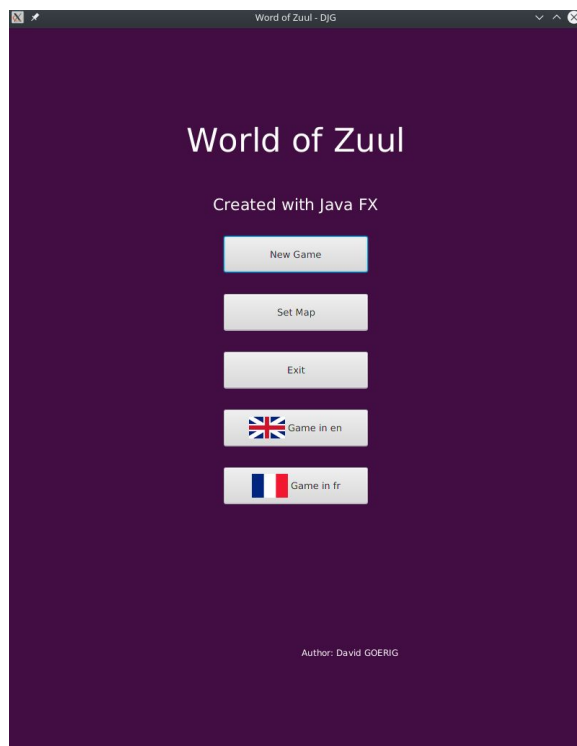 Word of Zuul - DJG
World of Zuul
Created with Java FX
New Game
Set Map
Exit
Game in en
Game in fr
Author: David GOERIG